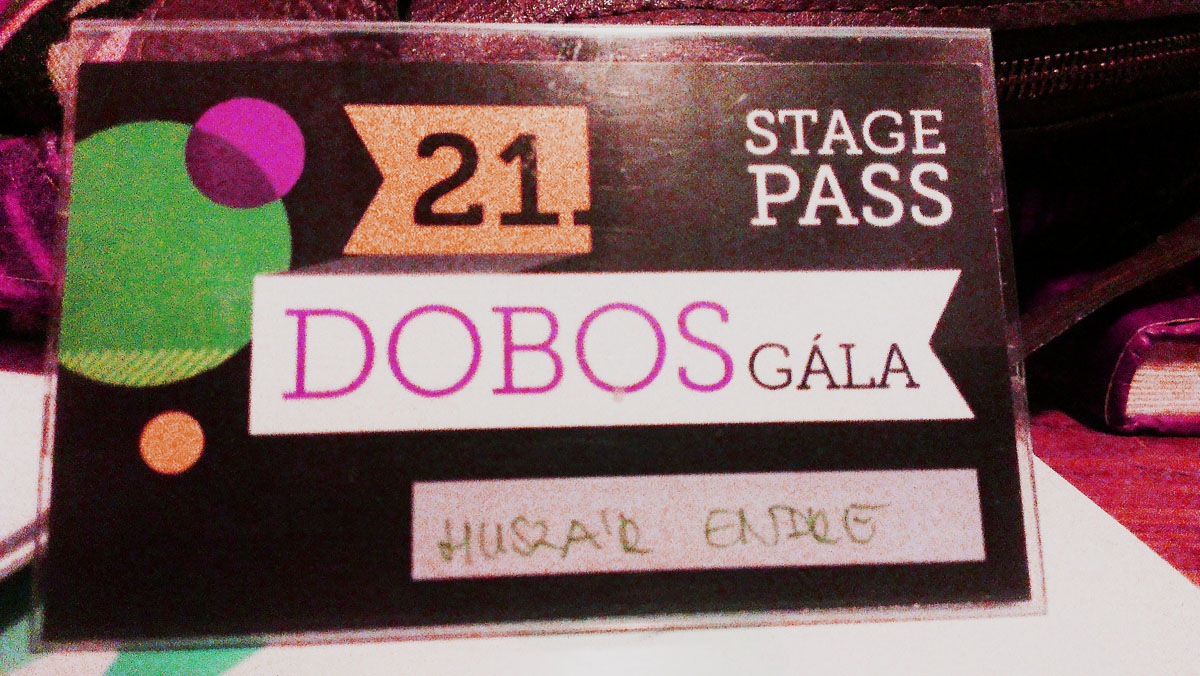 21.
STAGE
PASS
DOBOS GÁLA
HUSZÁR ENDRE